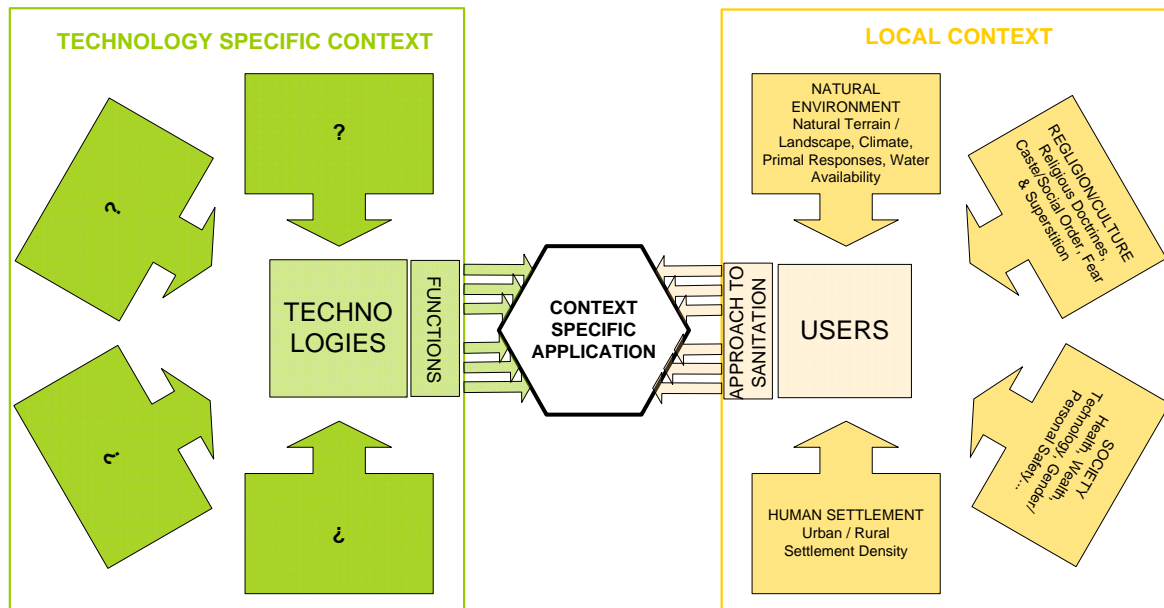 TECHNOLOGY SPECIFIC CONTEXT
?
?
?
¿
TECHNO
LOGIES
FUNCTIONS
CONTEXT
SPECIFIC
APPLICATION
LOCAL CONTEXT
NATURAL
ENVIRONMENT
Natural Terrain /
Landscape, Climate,
Primal Responses, Water
Availability
REGLIGION/CULTURE
Religious Doctrines,
Caste/Social Order, Fear
& Superstition
APPROACH TO
SANITATION
USERS
SOCIETY
Health, Wealth,
Technology, Gender/
Personal Safety...
HUMAN SETTLEMENT
Urban / Rural
Settlement Density